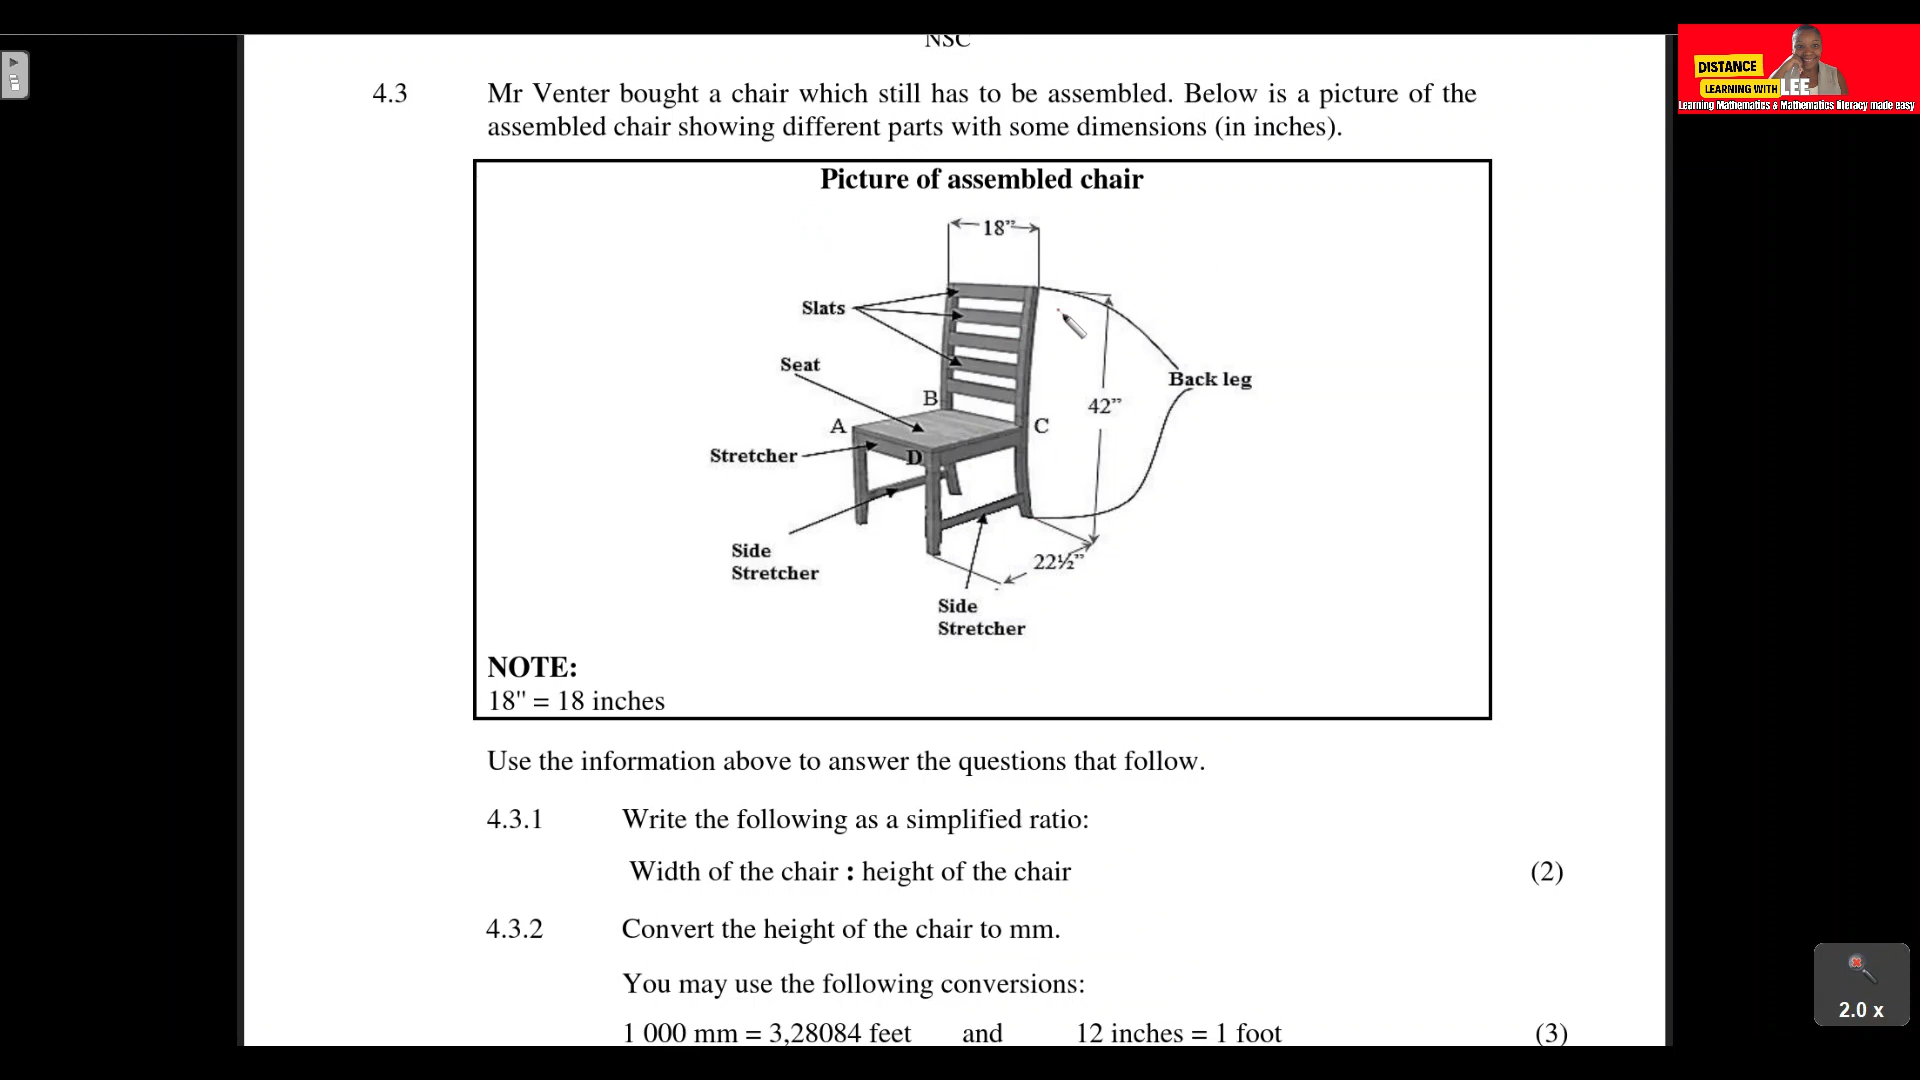 NSC
DISTANCE
LEARNING WITH LEE
Learning Mathematics & Mathematics literacy made easy
4.3 Mr Venter bought a chair which still has to be assembled. Below is a picture of the
assembled chair showing different parts with some dimensions (in inches).
Picture of assembled chair
18”
Slats
Seat
Back leg
B
42”
A
C
Stretcher
D
Side
Stretcher
22½”
Side
Stretcher
NOTE:
18" = 18 inches
Use the information above to answer the questions that follow.
4.3.1 Write the following as a simplified ratio:
Width of the chair : height of the chair (2)
4.3.2 Convert the height of the chair to mm.
You may use the following conversions:
1 000 mm = 3,28084 feet and 12 inches = 1 foot (3)
2.0 x